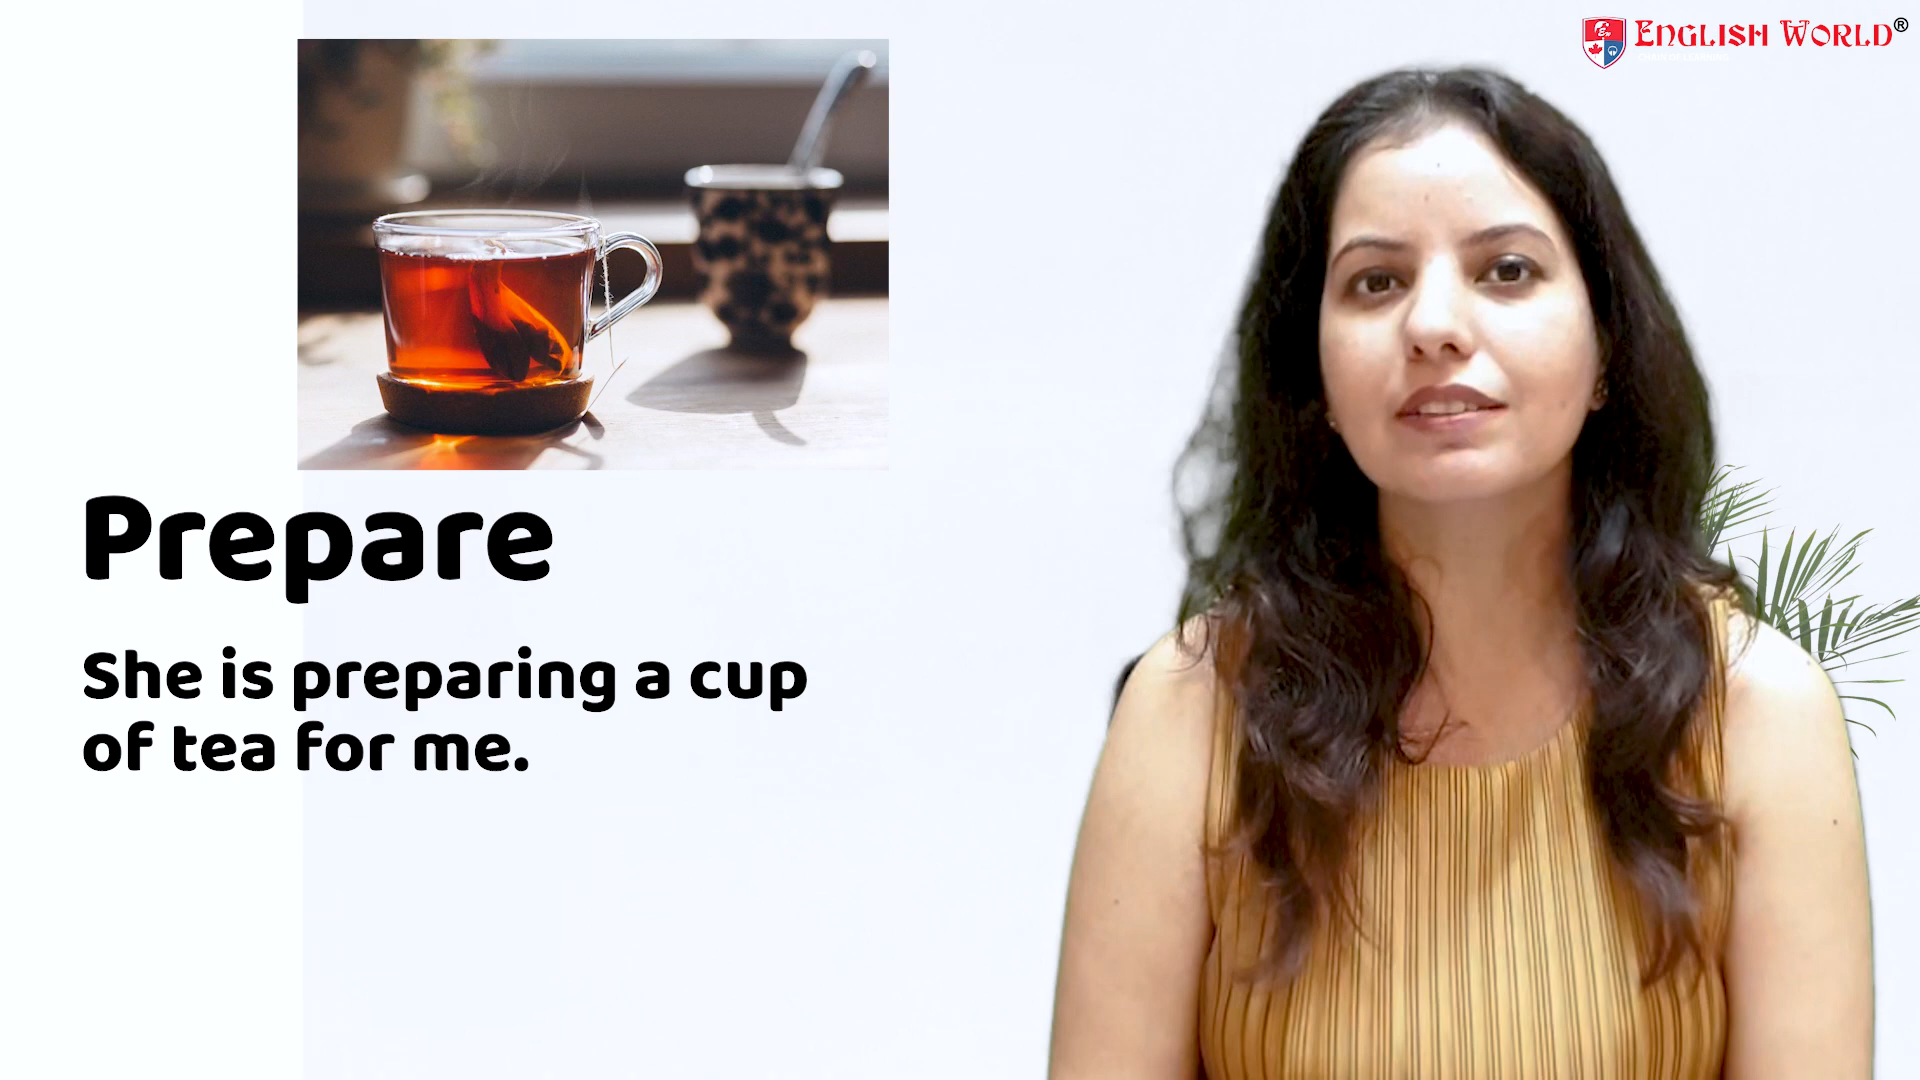 English World®
Prepare
She is preparing a cup
of tea for me.